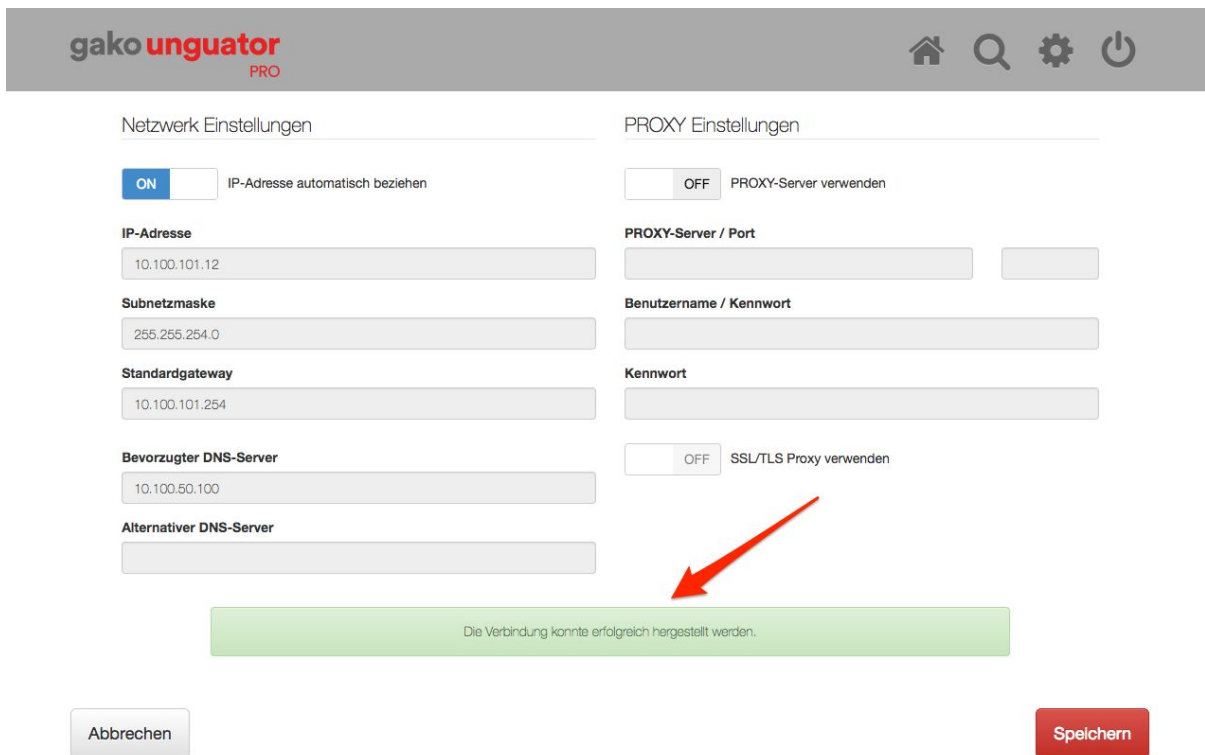 gako unguator
PRO
Netzwerk Einstellungen
ON
IP-Adresse automatisch beziehen
IP-Adresse
10.100.101.12
Subnetzmaske
255.255.254.0
Standardgateway
10.100.101.254
Bevorzugter DNS-Server
10.100.50.100
Alternativer DNS-Server
PROXY Einstellungen
OFF
PROXY-Server verwenden
PROXY-Server / Port
Benutzername / Kennwort
Kennwort
OFF
SSL/TLS Proxy verwenden
Die Verbindung konnte erfolgreich hergestellt werden.
Abbrechen
Speichern